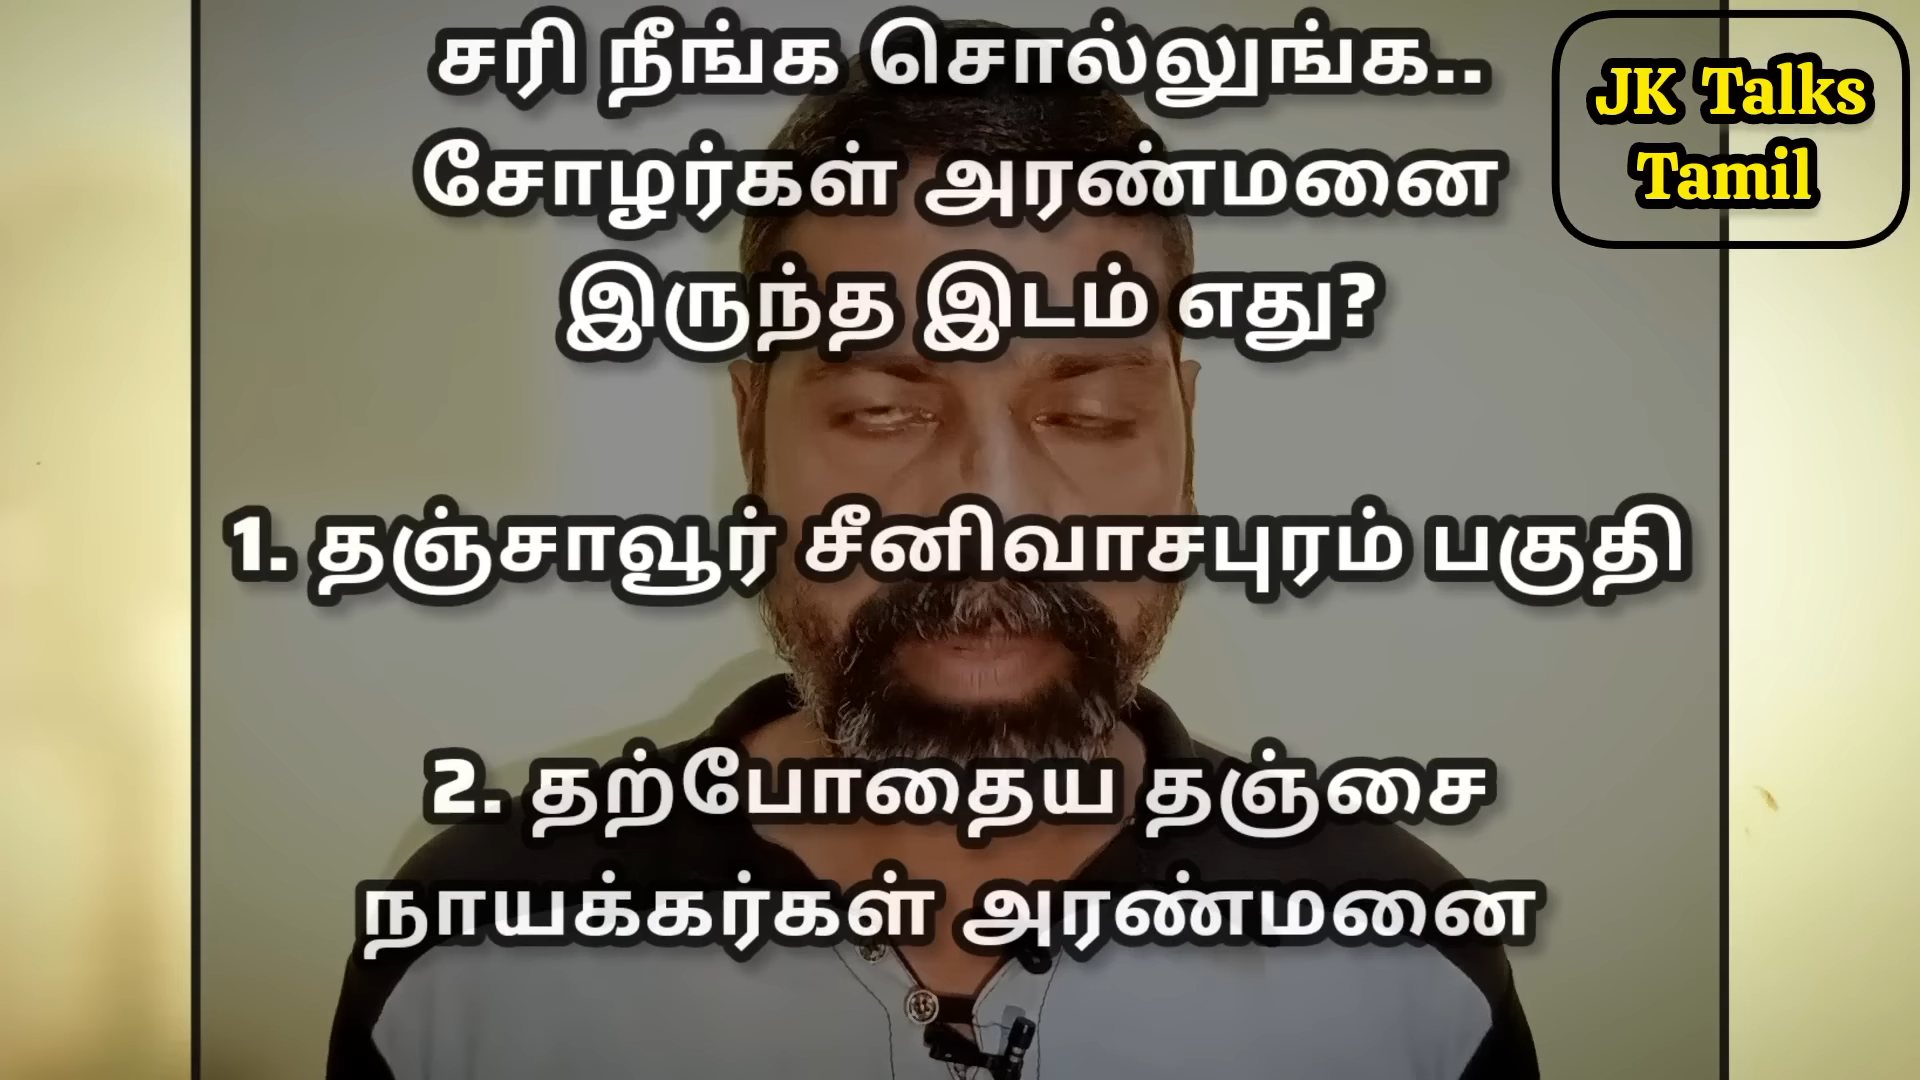 சரி நீங்க சொல்லுங்க..
சோழர்கள் அரண்மனை
இருந்த இடம் எது?
1. தஞ்சாவூர் சீனிவாசபுரம் பகுதி
2. தற்போதைய தஞ்சை
நாயக்கர்கள் அரண்மனை
JK Talks
Tamil